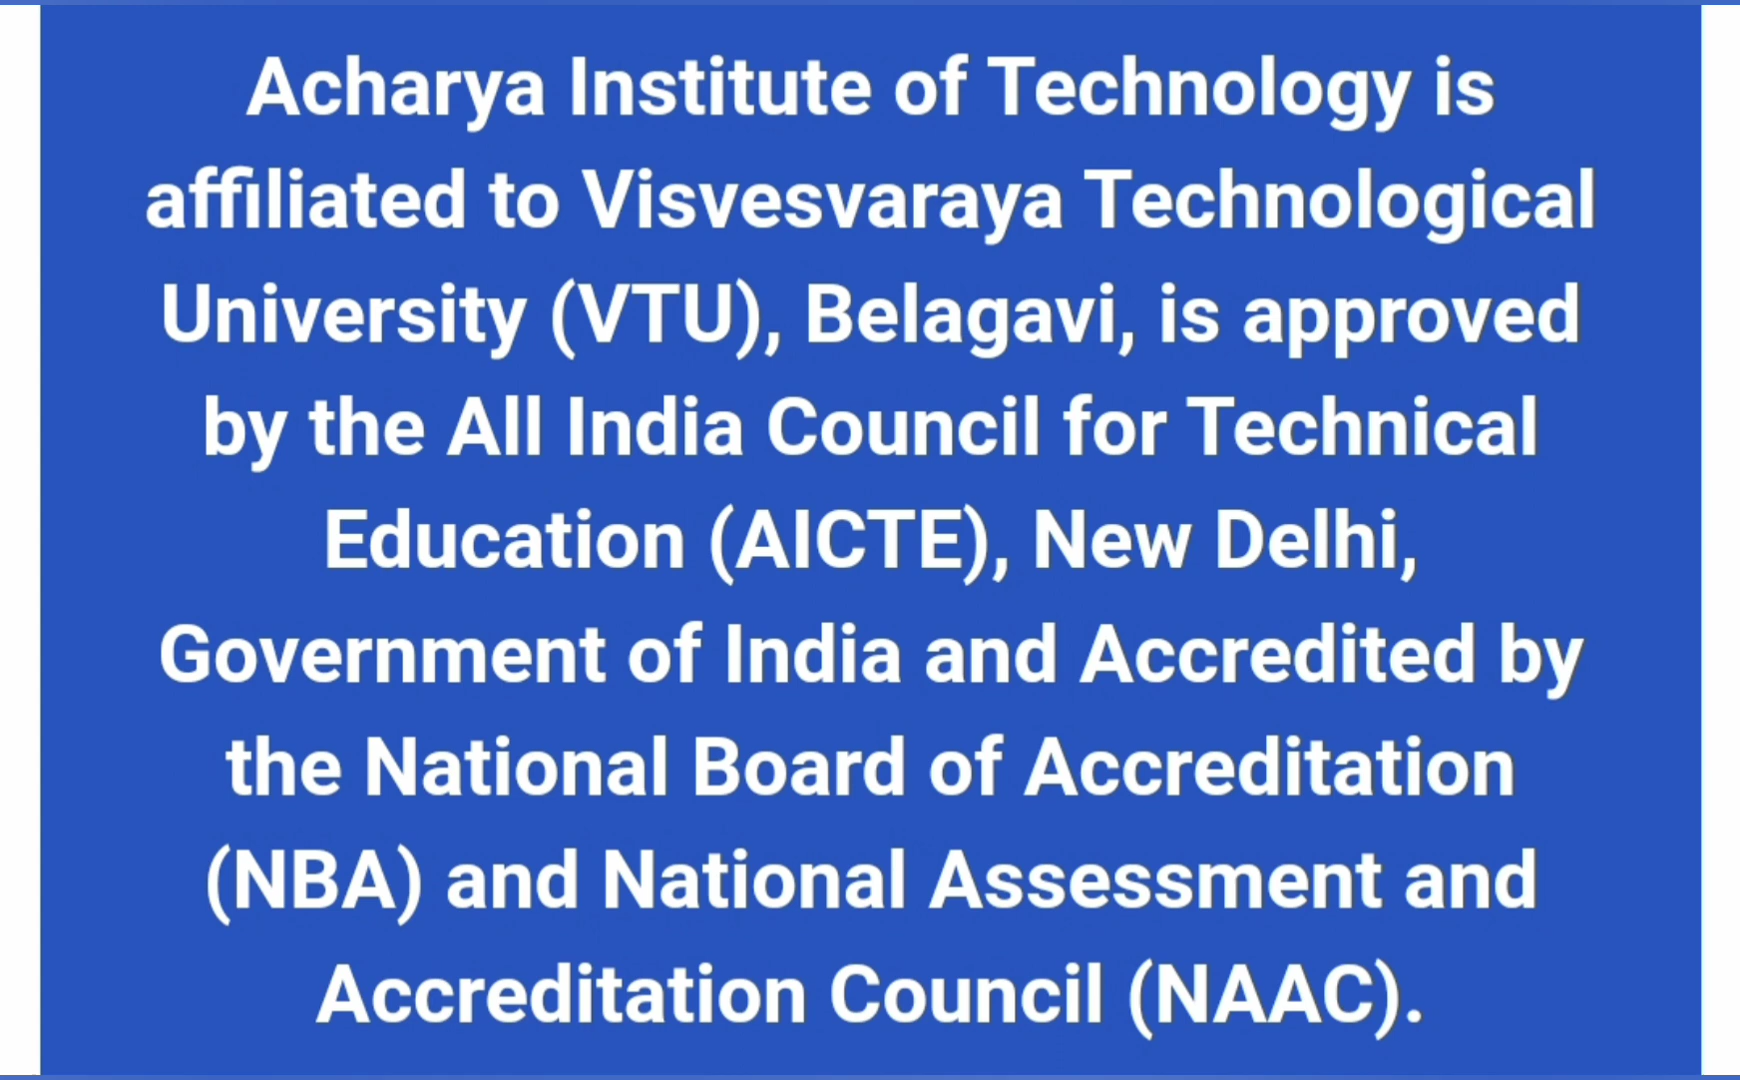 Acharya Institute of Technology is
affiliated to Visvesvaraya Technological
University (VTU), Belagavi, is approved
by the All India Council for Technical
Education (AICTE), New Delhi,
Government of India and Accredited by
the National Board of Accreditation
(NBA) and National Assessment and
Accreditation Council (NAAC).